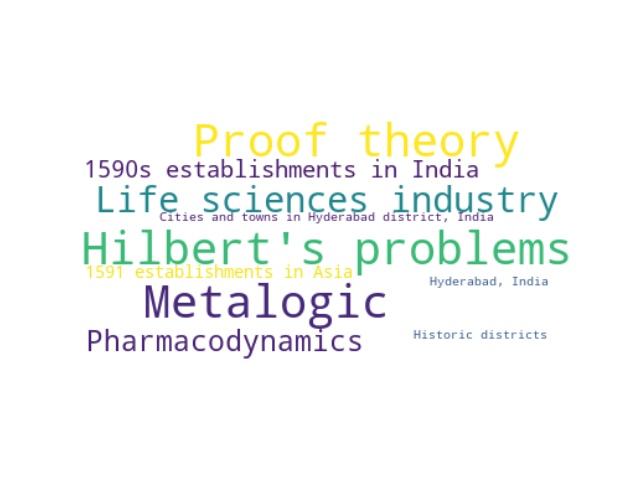 Proof theory
1590s establishments in India
Life sciences industry
Cities and towns in Hyderabad district, India
Hilbert's problems
1591 establishments in Asia
Hyderabad, India
Metalogic
Historic districts
Pharmacodynamics